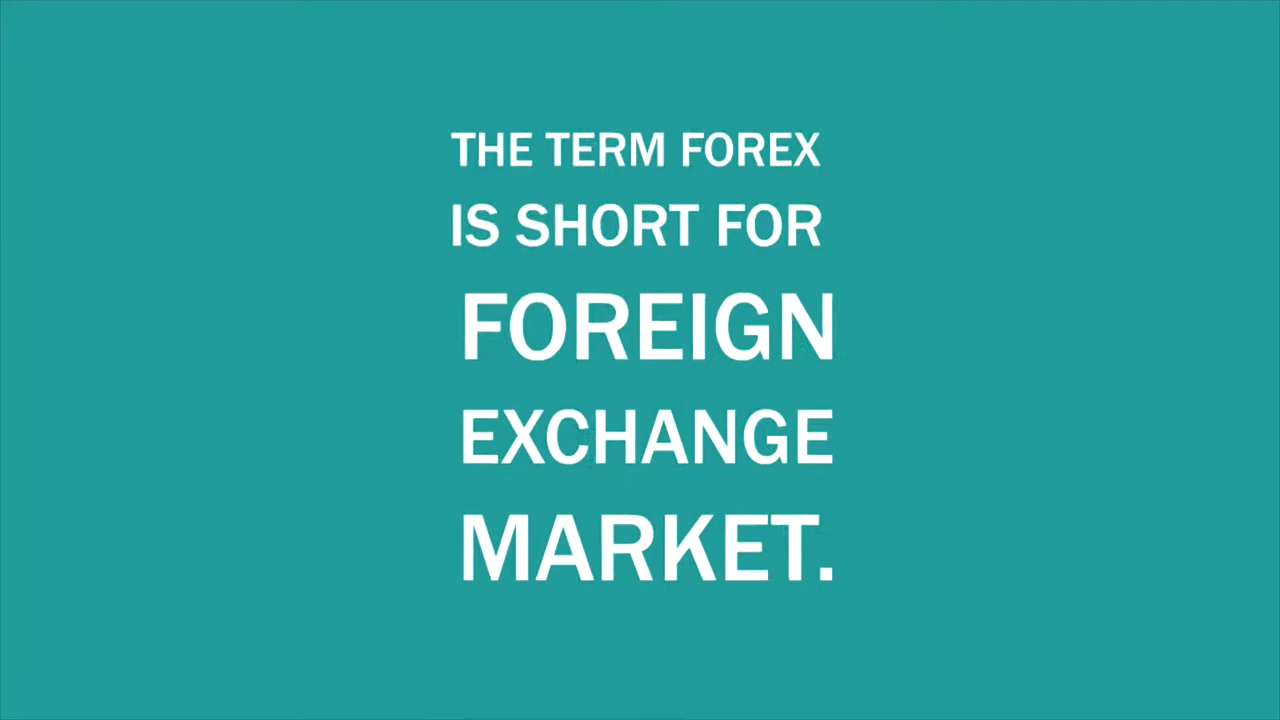 THE TERM FOREX
IS SHORT FOR
FOREIGN
EXCHANGE
MARKET.